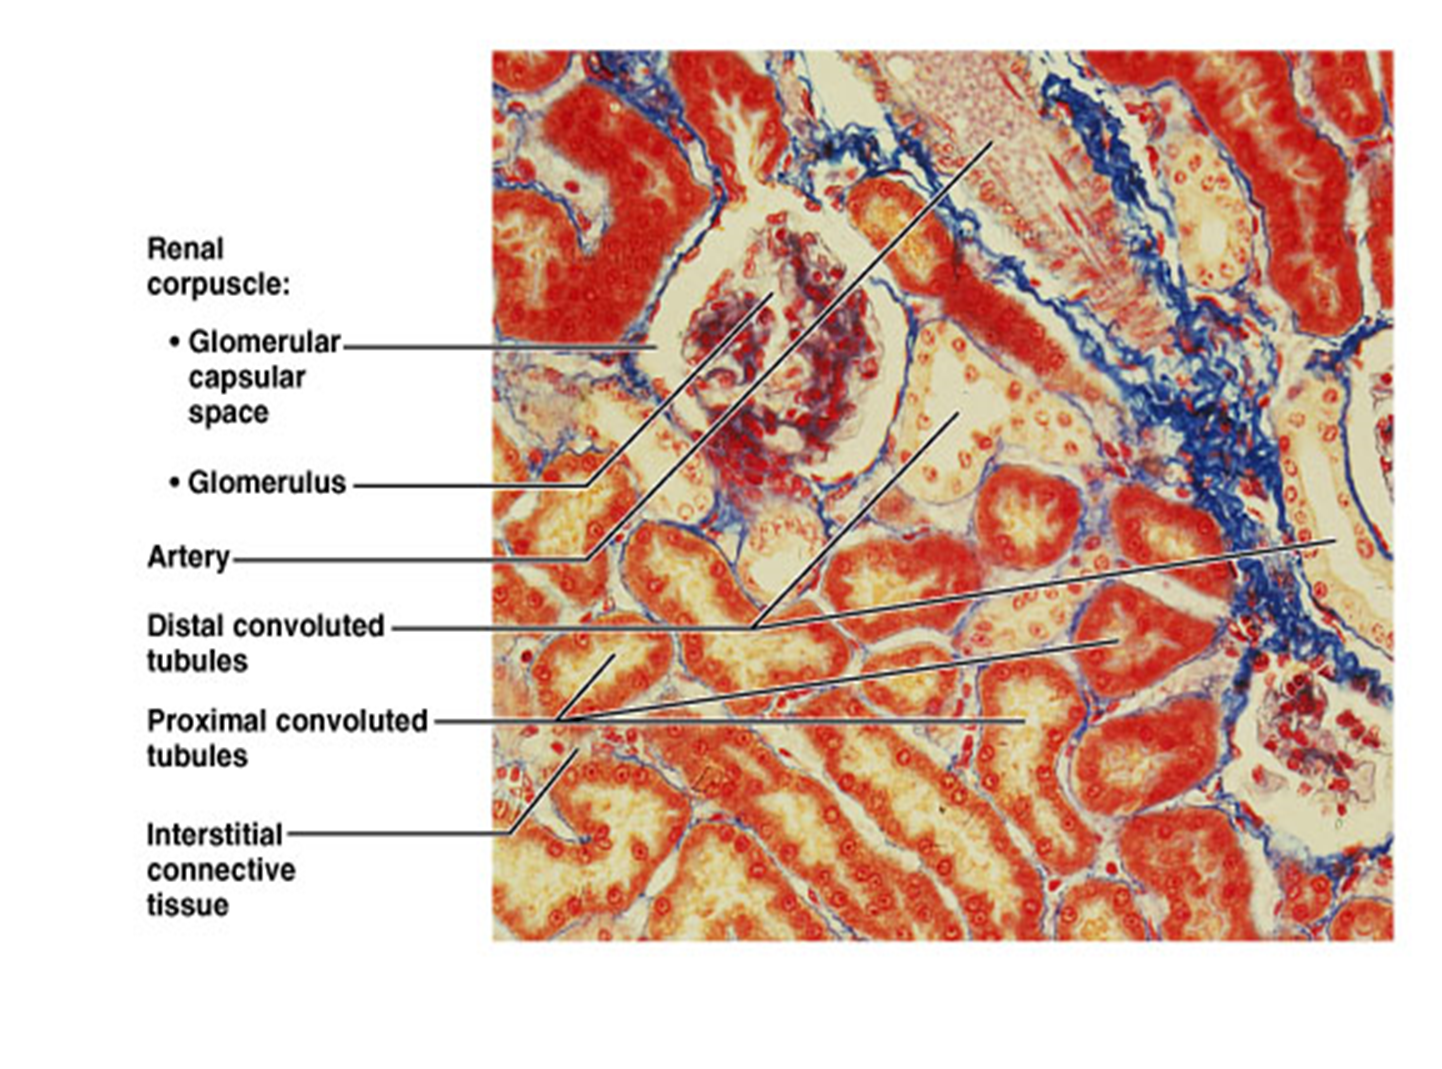 Renal
corpuscle:
• Glomerular
capsular
space
• Glomerulus
Artery
Distal convoluted
tubules
Proximal convoluted
tubules
Interstitial
connective
tissue